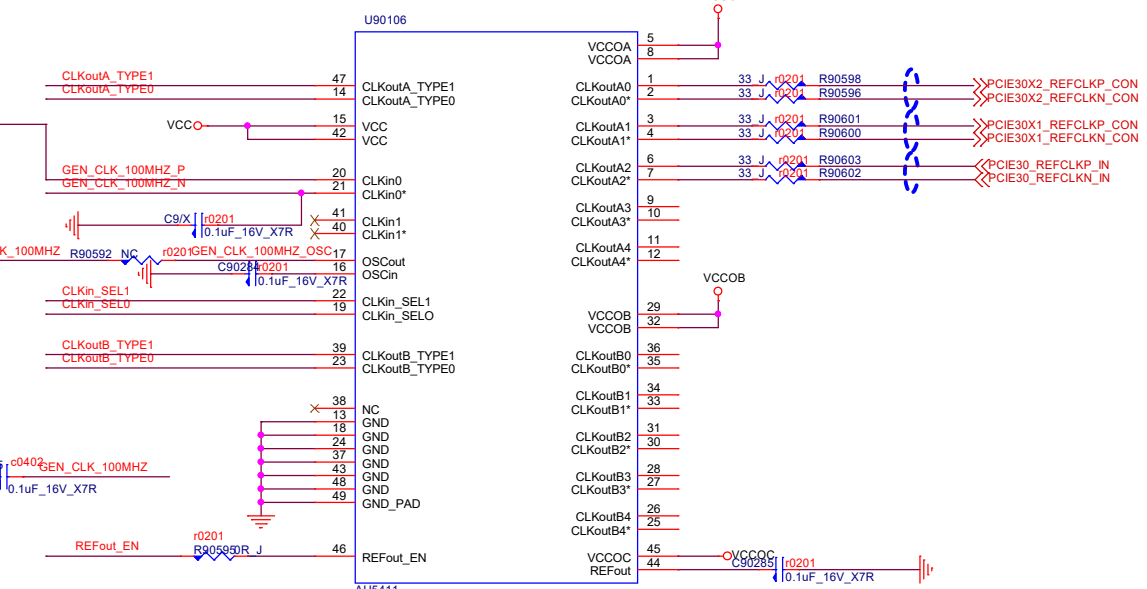 U90106
5
VCCOA
8
VCCOA
CLKoutA_TYPE1
47
CLKoutA_TYPE1
CLKoutA_TYPE0
14
CLKoutA_TYPE0
CLKoutA0
1
33_J
r0201
R90598
PCIE30X2_REFCLKP_CON
CLKoutA0*
2
33_J
r0201
R90596
PCIE30X2_REFCLKN_CON
VCC
15
VCC
42
VCC
CLKoutA1
3
33_J
r0201
R90601
PCIE30X1_REFCLKP_CON
CLKoutA1*
4
33_J
r0201
R90600
PCIE30X1_REFCLKN_CON
GEN_CLK_100MHZ_P
20
CLKin0
GEN_CLK_100MHZ_N
21
CLKin0*
CLKoutA2
6
33_J
r0201
R90603
PCIE30_REFCLKP_IN
CLKoutA2*
7
33_J
r0201
R90602
PCIE30_REFCLKN_IN
C9/X
r0201
0.1uF_16V_X7R
41
CLKin1
40
CLKin1*
CLKoutA3
9
CLKoutA3*
10
K_100MHZ
R90592
NC
r0201
GEN_CLK_100MHZ_OSC
17
OSCout
C90284
r0201
0.1uF_16V_X7R
16
OSCin
CLKoutA4
11
CLKoutA4*
12
CLKin_SEL1
22
CLKin_SEL1
CLKin_SEL0
19
CLKin_SELO
VCCOB
VCCOB
29
VCCOB
32
CLKoutB_TYPE1
39
CLKoutB_TYPE1
CLKoutB_TYPE0
23
CLKoutB_TYPE0
CLKoutB0
36
CLKoutB0*
35
38
NC
13
GND
18
GND
24
GND
37
GND
43
GND
48
GND
49
GND_PAD
CLKoutB1
34
CLKoutB1*
33
CLKoutB2
31
CLKoutB2*
30
c0402
GEN_CLK_100MHZ
0.1uF_16V_X7R
CLKoutB3
28
CLKoutB3*
27
CLKoutB4
26
CLKoutB4*
25
REFout_EN
r0201
R90595
0R_J
46
REFout_EN
VCCOC
45
VCCOC
REFout
44
C90285
r0201
0.1uF_16V_X7R